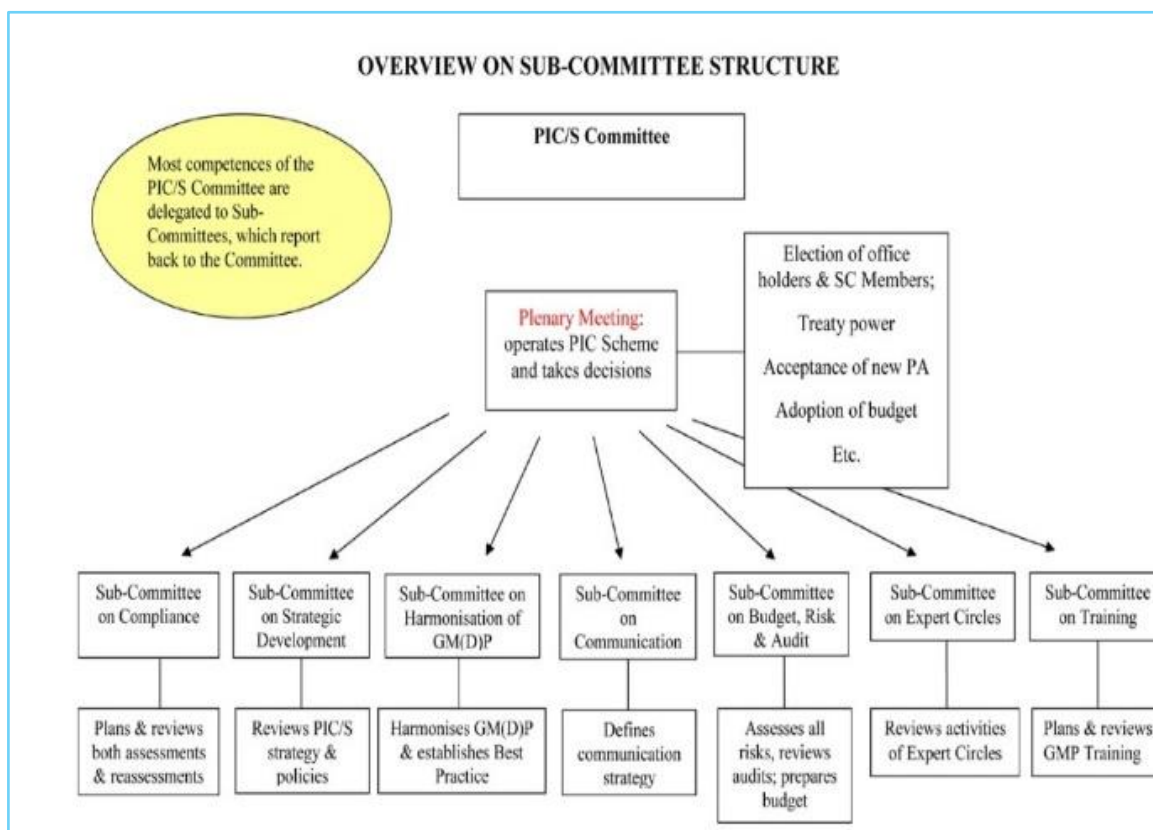 OVERVIEW ON SUB-COMMITTEE STRUCTURE
PIC/S Committee
Most competences of the
PIC/S Committee are
delegated to Sub-
Committees, which report
back to the Committee.
Election of office
holders & SC Members;
Treaty power
Acceptance of new PA
Adoption of budget
Etc.
Plenary Meeting:
operates PIC Scheme
and takes decisions
Sub-Committee
on Compliance
Sub-Committee
on Strategic
Development
Sub-Committee on
Harmonisation of
GM(D)P
Sub-Committee
on
Communication
Sub-Committee
on Budget, Risk
& Audit
Sub-Committee
on Expert Circles
Sub-Committee
on Training
Plans & reviews
both assessments
& reassessments
Reviews PIC/S
strategy &
policies
Harmonises GM(D)P
& establishes Best
Practice
Defines
communication
strategy
Assesses all
risks, reviews
audits; prepares
budget
Reviews activities
of Expert Circles
Plans & reviews
GMP Training